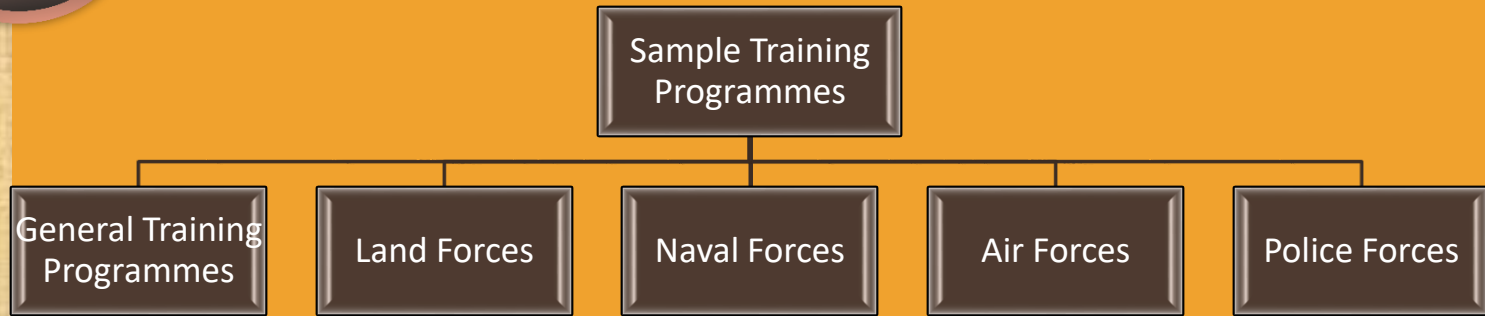 Sample Training
Programmes
General Training
Programmes
Land Forces
Naval Forces
Air Forces
Police Forces